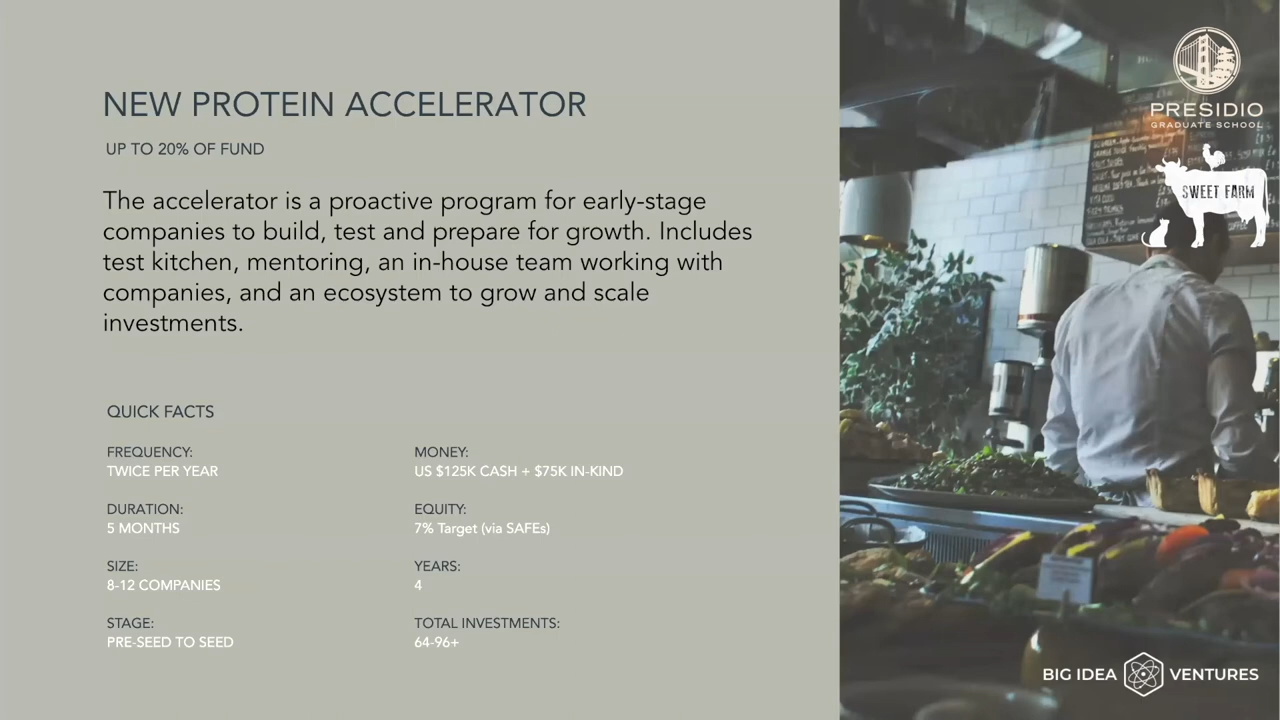 NEW PROTEIN ACCELERATOR
UP TO 20% OF FUND
The accelerator is a proactive program for early-stage
companies to build, test and prepare for growth. Includes
test kitchen, mentoring, an in-house team working with
companies, and an ecosystem to grow and scale
investments.
QUICK FACTS
FREQUENCY:
TWICE PER YEAR
DURATION:
5 MONTHS
SIZE:
8-12 COMPANIES
STAGE:
PRE-SEED TO SEED
MONEY:
US $125K CASH + $75K IN-KIND
EQUITY:
7% Target (via SAFEs)
YEARS:
4
TOTAL INVESTMENTS:
64-96+
PRESIDIO
GRADUATE SCHOOL
SWEET FARM
BIG IDEA VENTURES